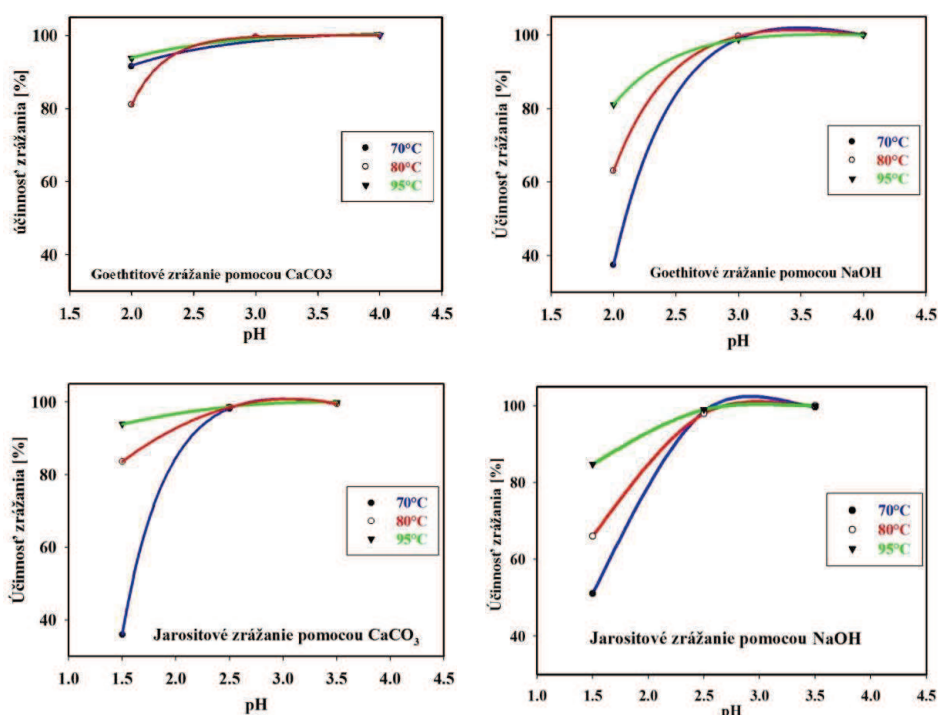 účinnosť zrážania [%]
100
80
60
40
70°C
80°C
95°C
Goethtitové zrážanie pomocou CaCO3
1.5 2.0 2.5 3.0 3.5 4.0 4.5
pH
Účinnosť zrážania [%]
100
80
60
40
70°C
80°C
95°C
Goethitové zrážanie pomocou NaOH
1.5 2.0 2.5 3.0 3.5 4.0 4.5
pH
Účinnosť zrážania [%]
100
80
60
40
70°C
80°C
95°C
Jarositové zrážanie pomocou CaCO₃
1.0 1.5 2.0 2.5 3.0 3.5 4.0 4.5
pH
Účinnosť zrážania [%]
100
80
60
40
70°C
80°C
95°C
Jarositové zrážanie pomocou NaOH
1.0 1.5 2.0 2.5 3.0 3.5 4.0 4.5
pH